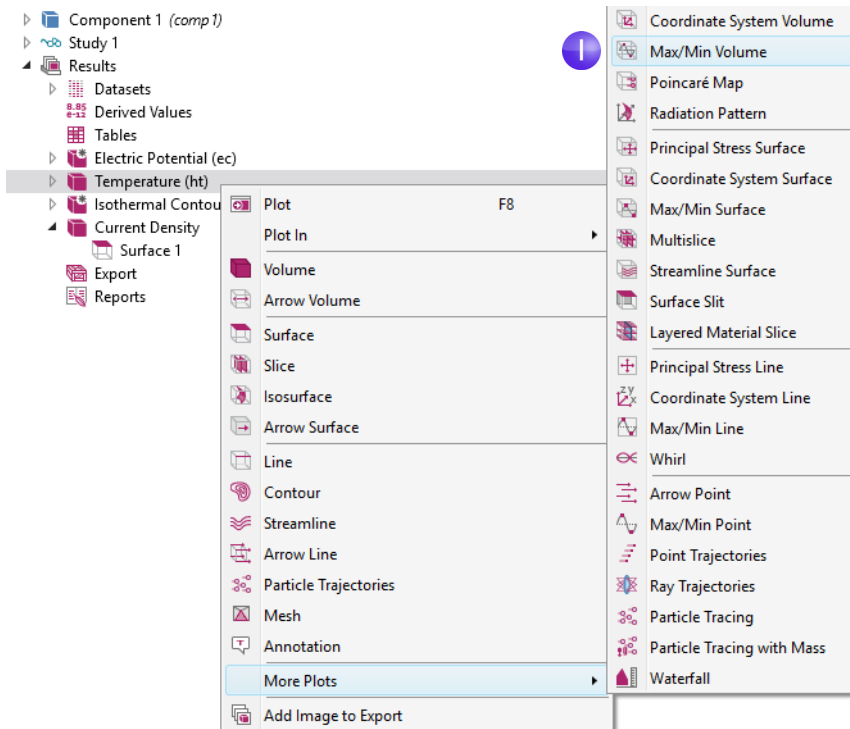 Component 1 (comp1)
Study 1
Results
Datasets
8.85
e-12
Derived Values
Tables
Electric Potential (ec)
Temperature (ht)
Isothermal Contou
Current Density
Surface 1
Export
Reports
Plot F8
Plot In
Volume
Arrow Volume
Surface
Slice
Isosurface
Arrow Surface
Line
Contour
Streamline
Arrow Line
Particle Trajectories
Mesh
T
Annotation
More Plots
Add Image to Export
I
Coordinate System Volume
Max/Min Volume
Poincaré Map
Radiation Pattern
Principal Stress Surface
Coordinate System Surface
Max/Min Surface
Multislice
Streamline Surface
Surface Slit
Layered Material Slice
Principal Stress Line
zy
x
Coordinate System Line
Max/Min Line
Whirl
Arrow Point
Max/Min Point
Point Trajectories
Ray Trajectories
Particle Tracing
Particle Tracing with Mass
Waterfall